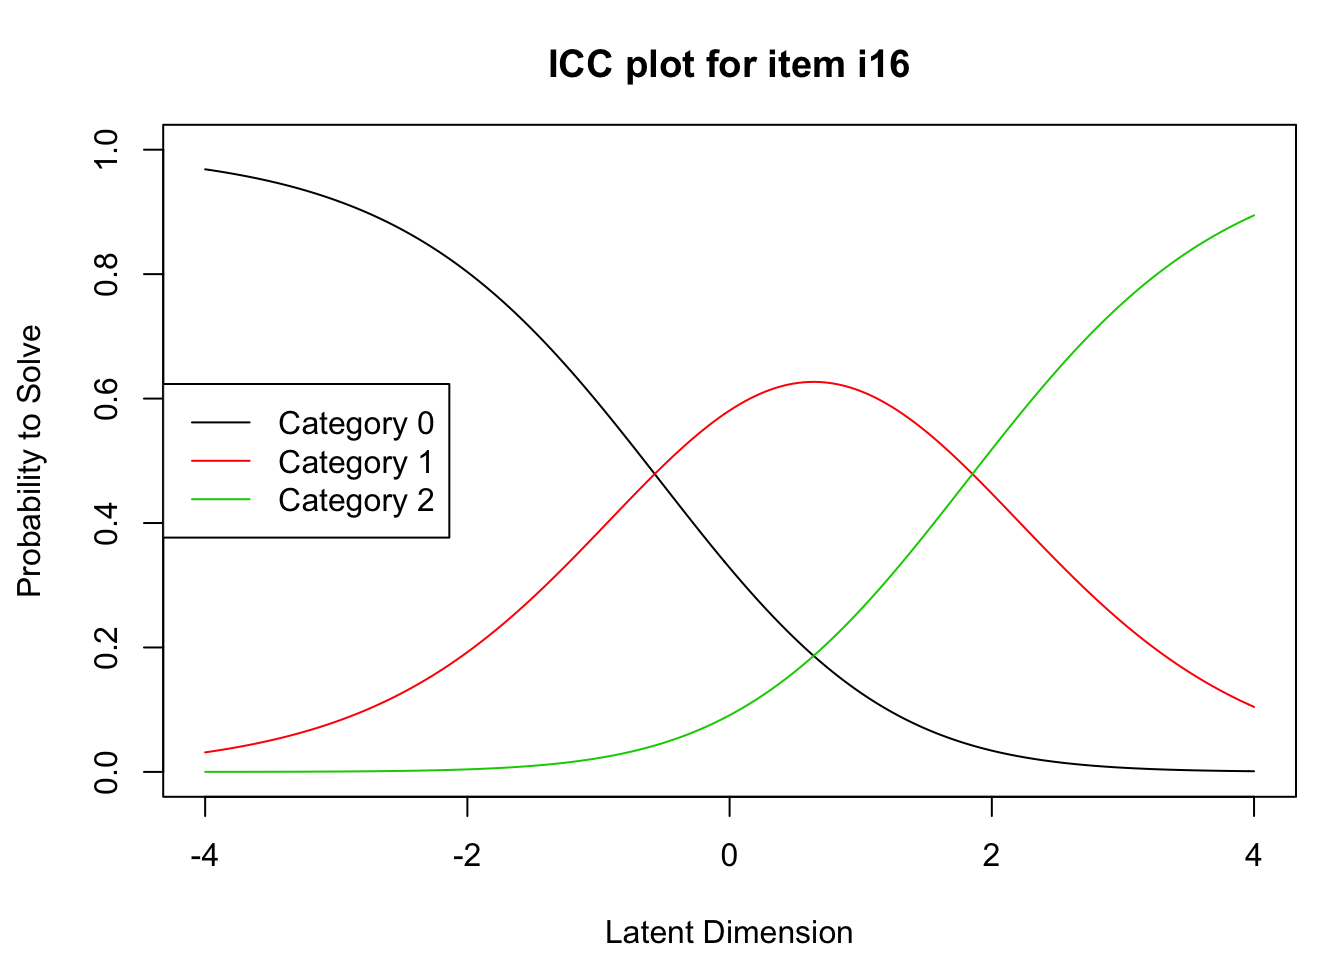 ICC plot for item i16
Probability to Solve
1.0
0.8
0.6
0.4
0.2
0.0
Category 0
Category 1
Category 2
-4 -2 0 2 4
Latent Dimension